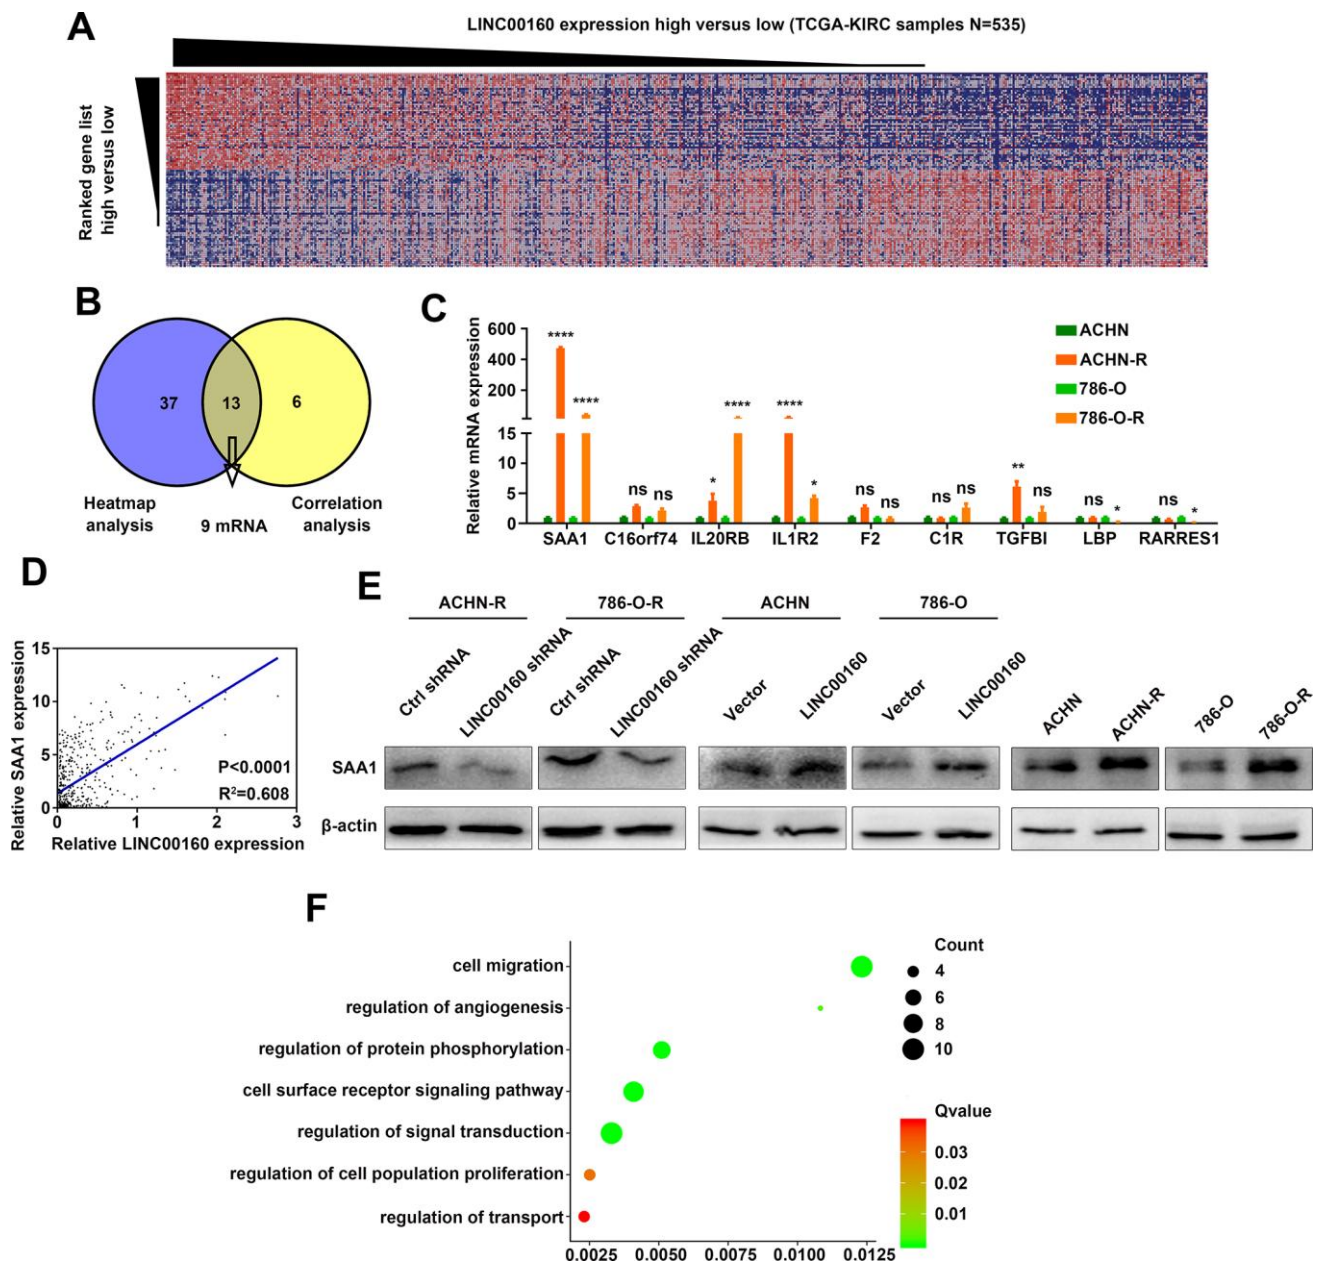 A
LINC00160 expression high versus low (TCGA-KIRC samples N=535)
Ranked gene list
high versus low
B
37
13
6
Heatmap
analysis
9 mRNA
Correlation
analysis
C
Relative mRNA expression
600
400
200
15
10
5
0
****
****
ns
ns
*
****
****
*
ns
ns
ns
ns
**
ns
ns
*
ns
*
SAA1
C16orf74
IL20RB
IL1R2
F2
C1R
TGFBI
LBP
RARRES1
ACHN
ACHN-R
786-O
786-O-R
D
Relative SAA1 expression
15
10
5
0
0
1
2
3
P<0.0001
R²=0.608
Relative LINC00160 expression
E
ACHN-R
786-O-R
ACHN
786-O
Ctrl shRNA
LINC00160 shRNA
Ctrl shRNA
LINC00160 shRNA
Vector
LINC00160
Vector
LINC00160
ACHN
ACHN-R
786-O
786-O-R
SAA1
β-actin
F
cell migration
regulation of angiogenesis
regulation of protein phosphorylation
cell surface receptor signaling pathway
regulation of signal transduction
regulation of cell population proliferation
regulation of transport
0.0025
0.0050
0.0075
0.0100
0.0125
Count
4
6
8
10
Qvalue
0.03
0.02
0.01